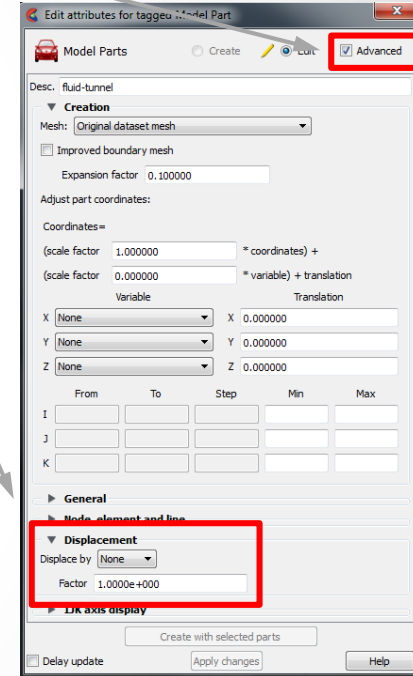 Edit attributes for tagged Model Part
Model Parts Create Edit Advanced
Desc. fluid-tunnel
Creation
Mesh: Original dataset mesh
Improved boundary mesh
Expansion factor 0.100000
Adjust part coordinates:
Coordinates=
(scale factor 1.000000 * coordinates) +
(scale factor 0.000000 * variable) + translation
Variable Translation
X None X 0.000000
Y None Y 0.000000
Z None Z 0.000000
From To Step Min Max
I
J
K
General
Node, element and line
Displacement
Displace by None
Factor 1.0000e+000
IJK axis display
Create with selected parts
Delay update Apply changes Help